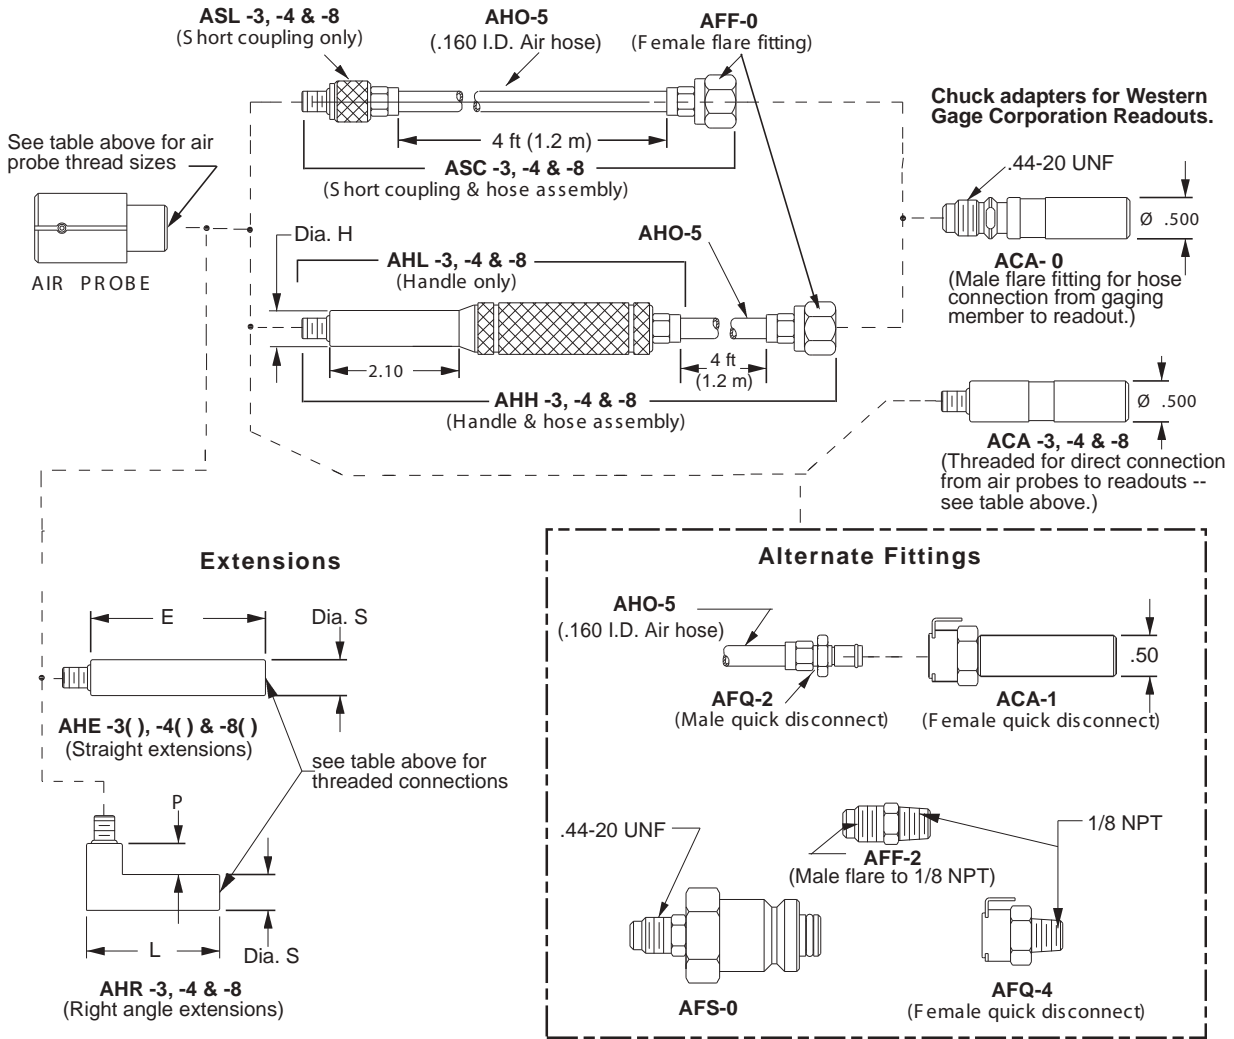 ASL -3, -4 & -8
(Short coupling only)
AHO-5
(.160 I.D. Air hose)
AFF-0
(Female flare fitting)
Chuck adapters for Western
Gage Corporation Readouts.
See table above for air
probe thread sizes
4 ft (1.2 m)
ASC -3, -4 & -8
(Short coupling & hose assembly)
.44-20 UNF
Ø .500
ACA- 0
(Male flare fitting for hose
connection from gaging
member to readout.)
AIR PROBE
Dia. H
AHL -3, -4 & -8
(Handle only)
AHO-5
2.10
4 ft
(1.2 m)
AHH -3, -4 & -8
(Handle & hose assembly)
Ø .500
ACA -3, -4 & -8
(Threaded for direct connection
from air probes to readouts --
see table above.)
Extensions
E
Dia. S
AHE -3( ), -4( ) & -8( )
(Straight extensions)
see table above for
threaded connections
P
L
Dia. S
AHR -3, -4 & -8
(Right angle extensions)
Alternate Fittings
AHO-5
(.160 I.D. Air hose)
AFQ-2
(Male quick disconnect)
.50
ACA-1
(Female quick disconnect)
.44-20 UNF
AFF-2
(Male flare to 1/8 NPT)
1/8 NPT
AFS-0
AFQ-4
(Female quick disconnect)